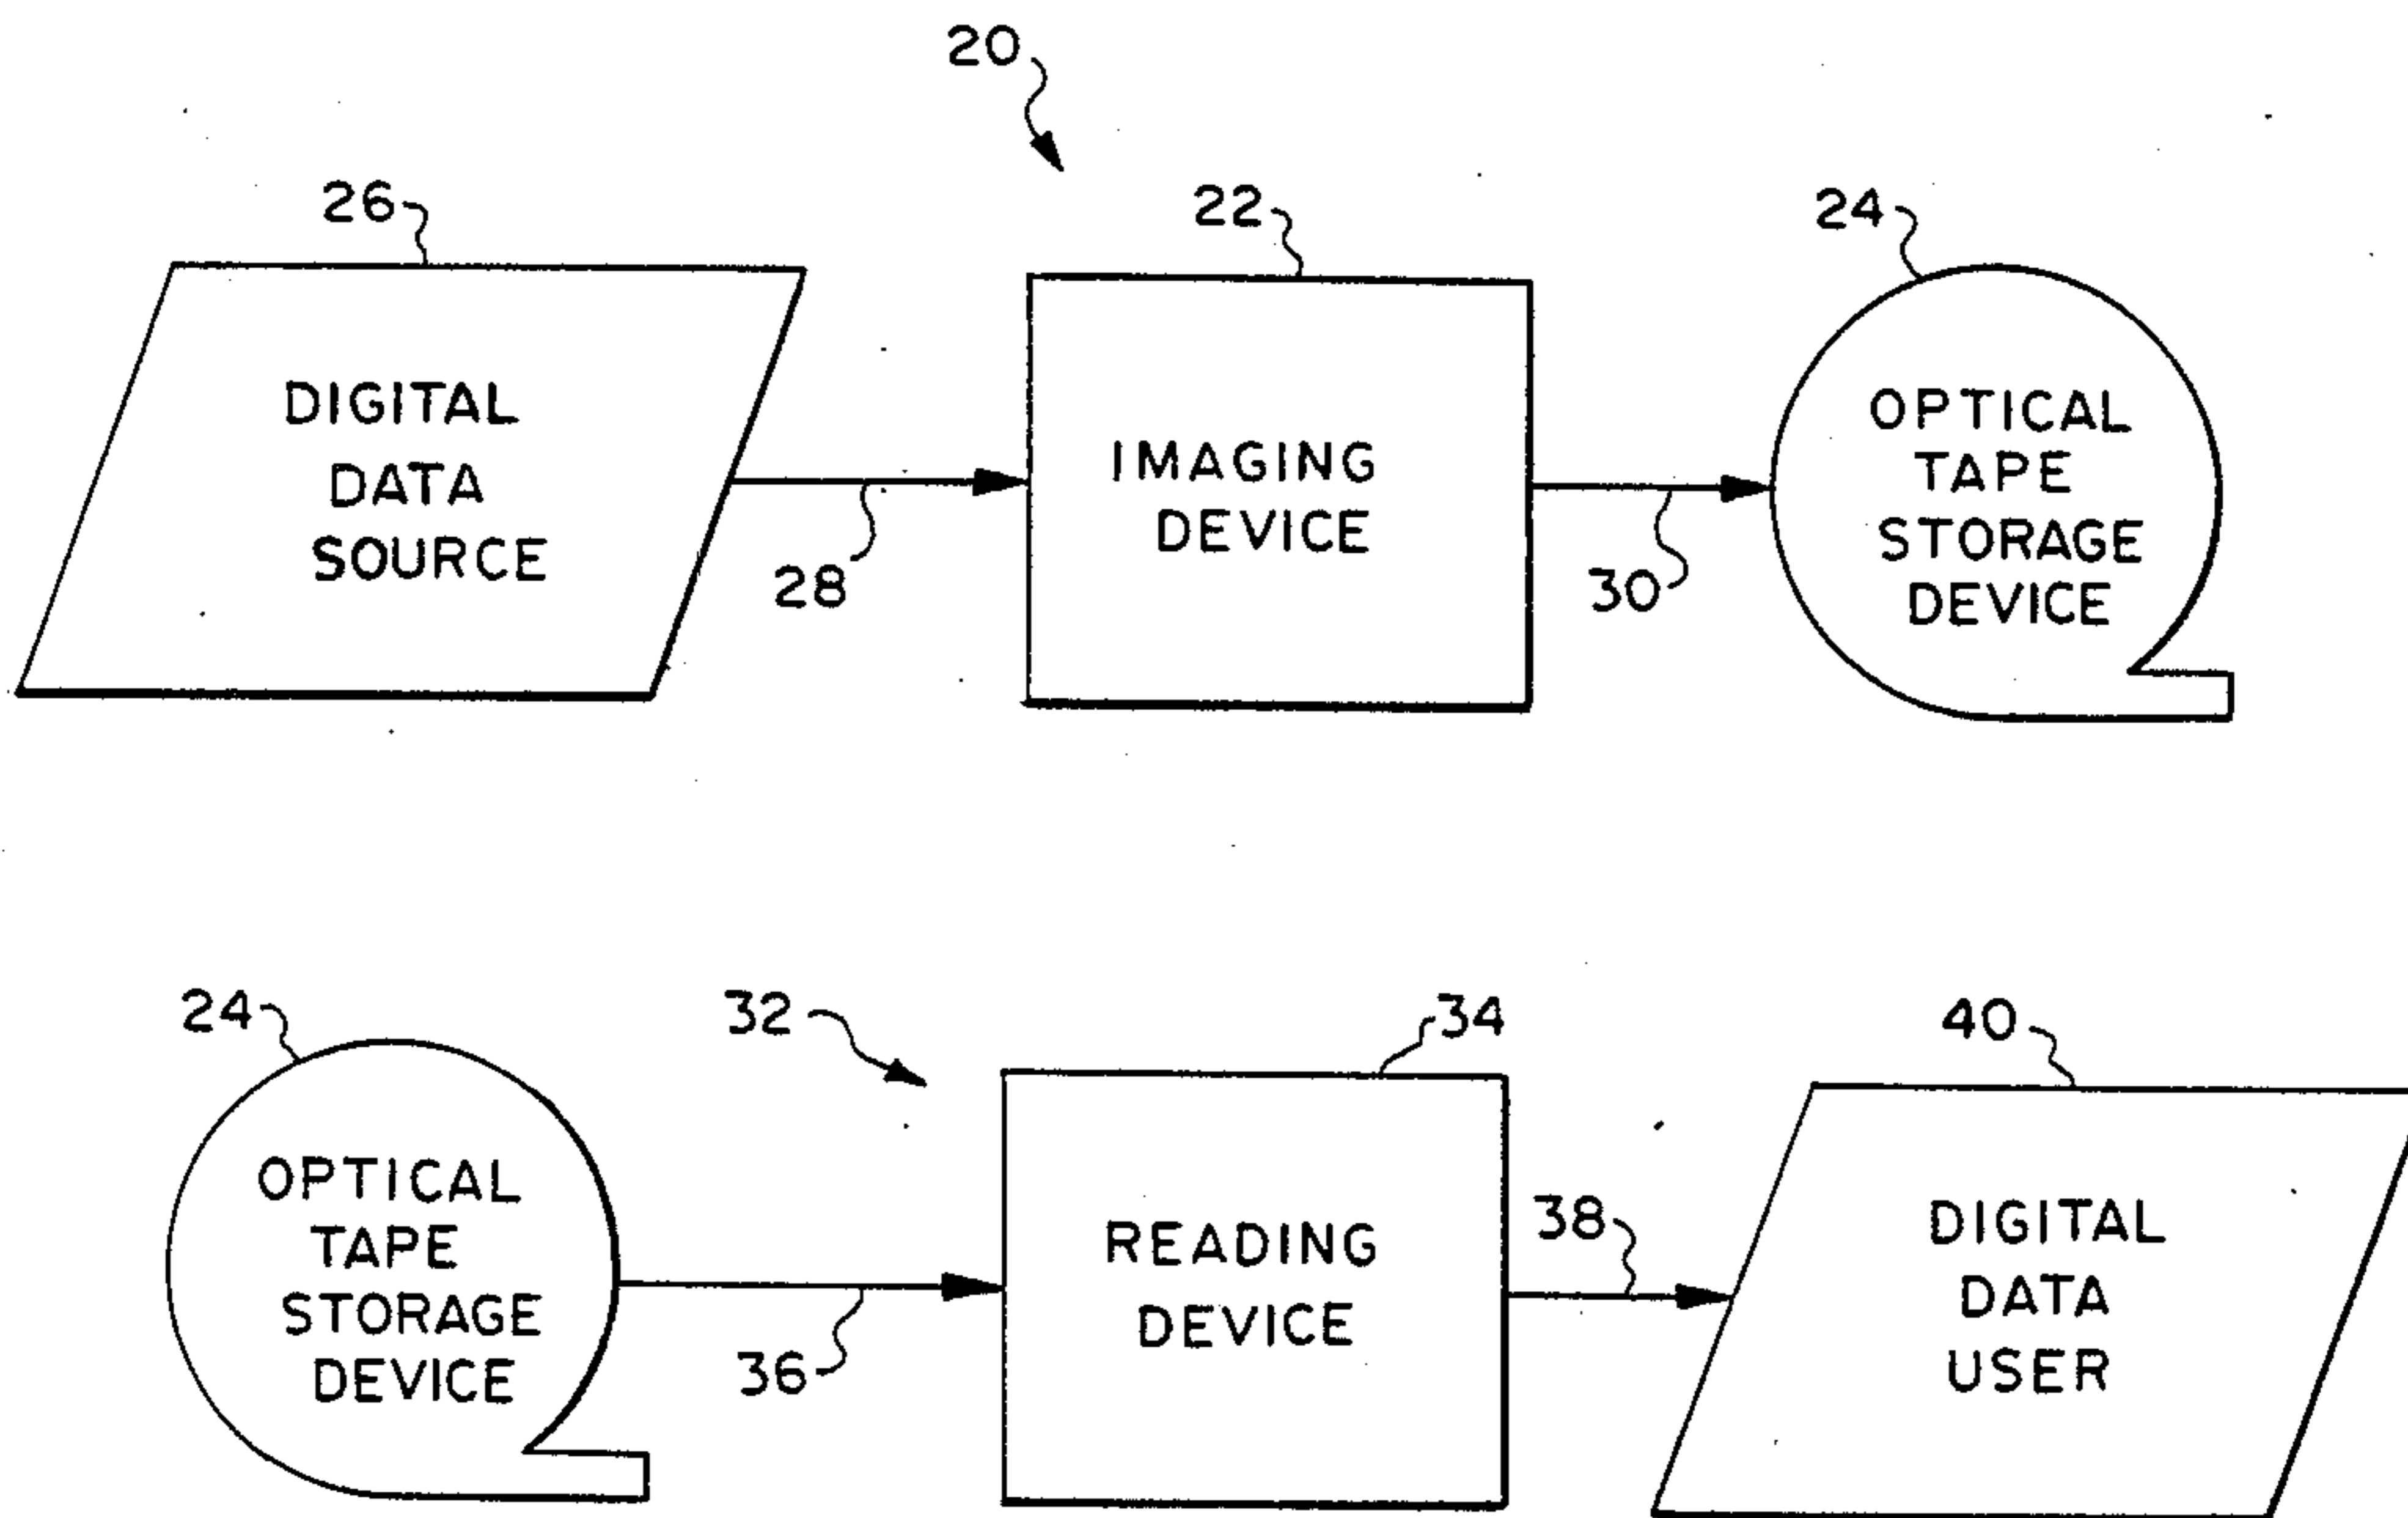 20
26
22
24
DIGITAL
DATA
SOURCE
IMAGING
DEVICE
OPTICAL
TAPE
STORAGE
DEVICE
28
30
24
32
34
40
OPTICAL
TAPE
STORAGE
DEVICE
READING
DEVICE
DIGITAL
DATA
USER
36
38